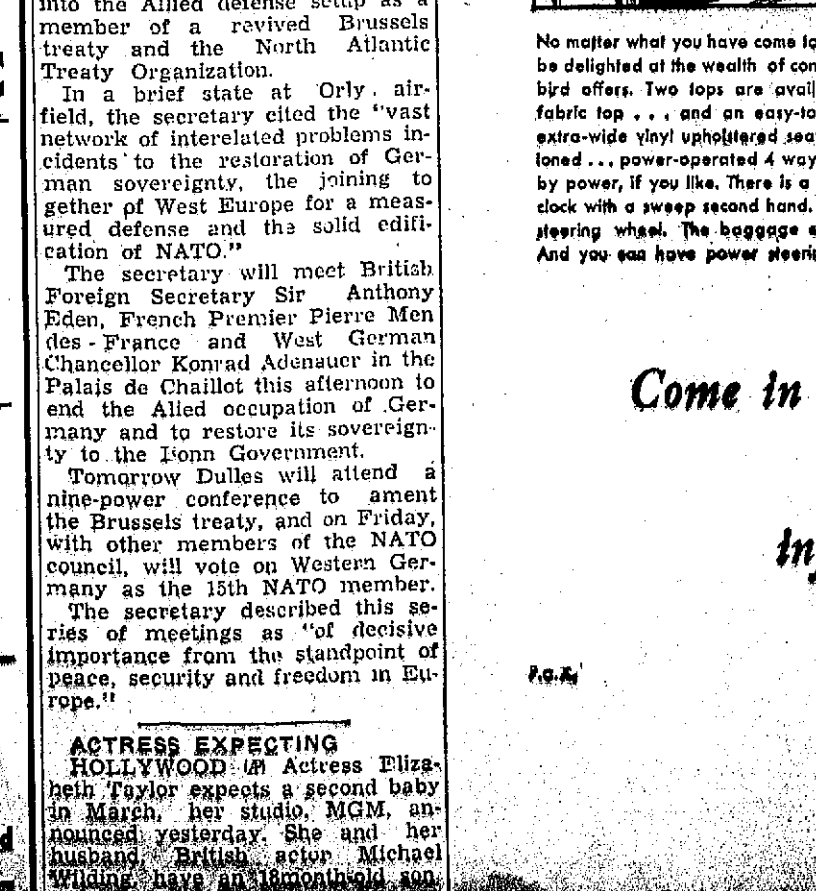 into the Allied defense setup as a
member of a revived Brussels
treaty and the North Atlantic
Treaty Organization.
In a brief state at Orly . air-
field, the secretary cited the "vast
network of interelated problems in-
cidents to the restoration of Ger-
man sovereignty, the joining to
gether of West Europe for a meas-
ured defense and the solid edifi-
cation of NATO."
The secretary will meet British
Foreign Secretary Sir Anthony
Eden, French Premier Pierre Men
des - France and West German
Chancellor Konrad Adenauer in the
Palais de Chaillot this afternoon to
end the Allied occupation of Ger-
many and to restore its sovereign-
ty to the Bonn Government.
Tomorrow Dulles will attend a
nine-power conference to ament
the Brussels treaty, and on Friday,
with other members of the NATO
council, will vote on Western Ger-
many as the 15th NATO member.
The secretary described this se-
ries of meetings as "of decisive
importance from the standpoint of
peace, security and freedom in Eu-
rope."
ACTRESS EXPECTING
HOLLYWOOD (AP) Actress Eliza-
beth Taylor expects a second baby
in March, her studio, MGM, an-
nounced yesterday. She and her
husband, British actor Michael
Wilding, have an 18month-old son.
No matter what you have come to
be delighted at the wealth of con
bird offers. Two tops are avail
fabric top . . . and an easy-to
extra-wide vinyl upholstered sea
ioned . . . power-operated 4 way
by power, if you like. There is a
clock with a sweep second hand.
steering wheel. The baggage
And you can have power steeri
Come in
in
F.O.K.
d